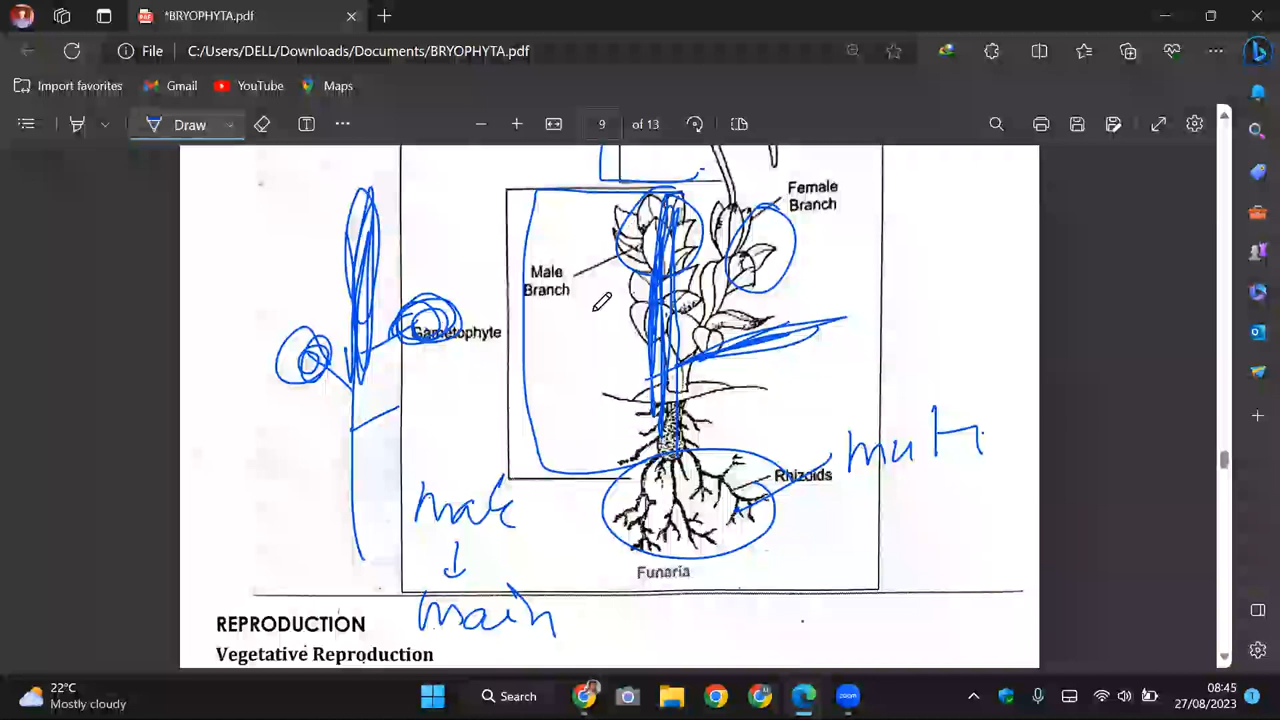 *BRYOPHYTA.pdf
File C:/Users/DELL/Downloads/Documents/BRYOPHYTA.pdf
Import favorites Gmail YouTube Maps
Draw 9 of 13
Female
Branch
Male
Branch
Gametophyte
mult
Rhizoids
male
Funaria
main
REPRODUCTION
Vegetative Reproduction
22°C
Mostly cloudy
Search
zoom
08:45
27/08/2023
1